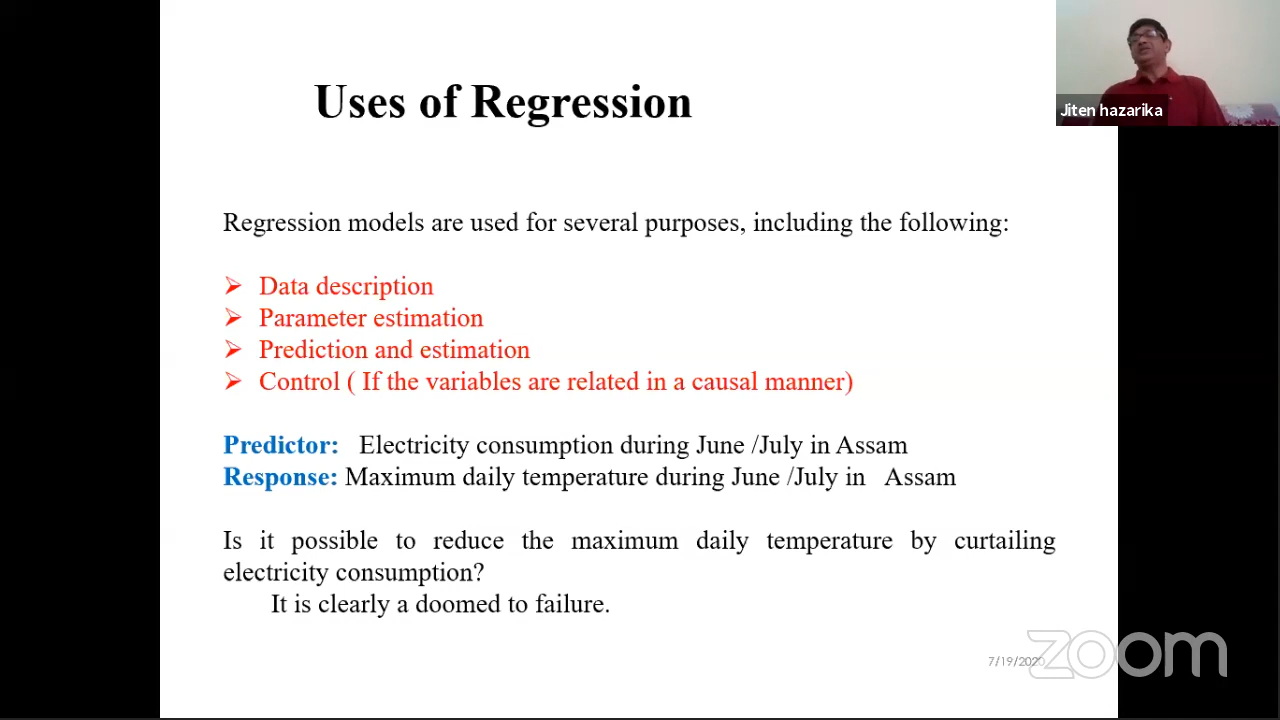 Uses of Regression
Jiten hazarika
Regression models are used for several purposes, including the following:
➢ Data description
➢ Parameter estimation
➢ Prediction and estimation
➢ Control ( If the variables are related in a causal manner)
Predictor: Electricity consumption during June /July in Assam
Response: Maximum daily temperature during June /July in Assam
Is it possible to reduce the maximum daily temperature by curtailing
electricity consumption?
It is clearly a doomed to failure.
7/19/2020
zoom